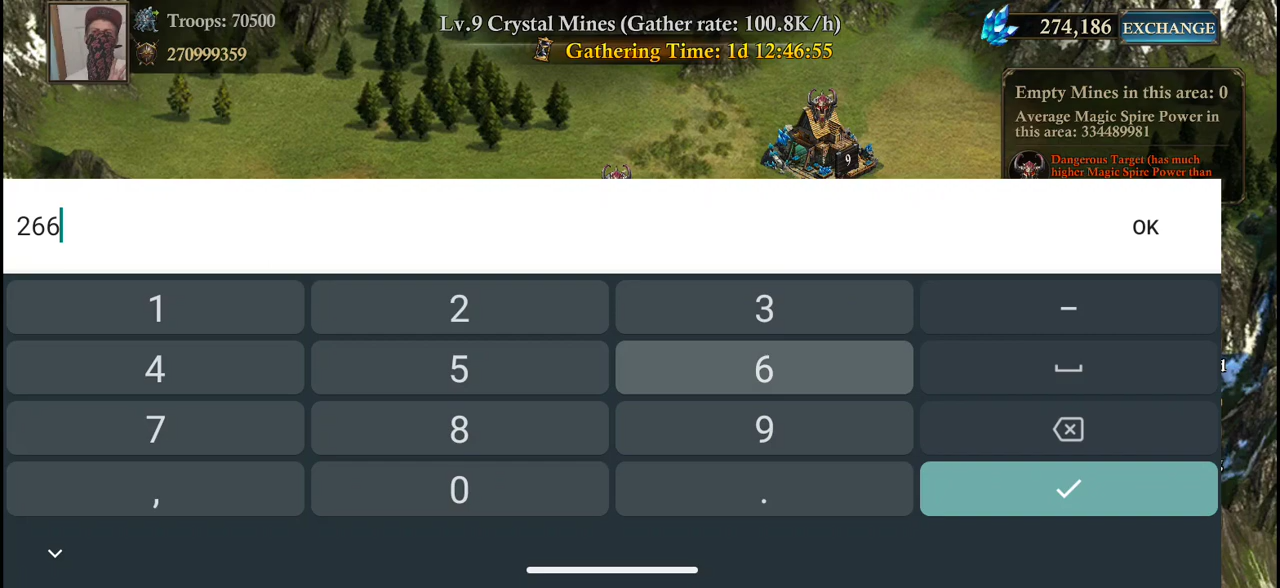 Troops: 70500
270999359
Lv.9 Crystal Mines (Gather rate: 100.8K/h)
Gathering Time: 1d 12:46:55
274,186 EXCHANGE
Empty Mines in this area: 0
Average Magic Spire Power in
this area: 334489981
Dangerous Target (has much
higher Magic Spire Power than
9
266
OK
1 2 3 –
4 5 6
7 8 9
, 0 .